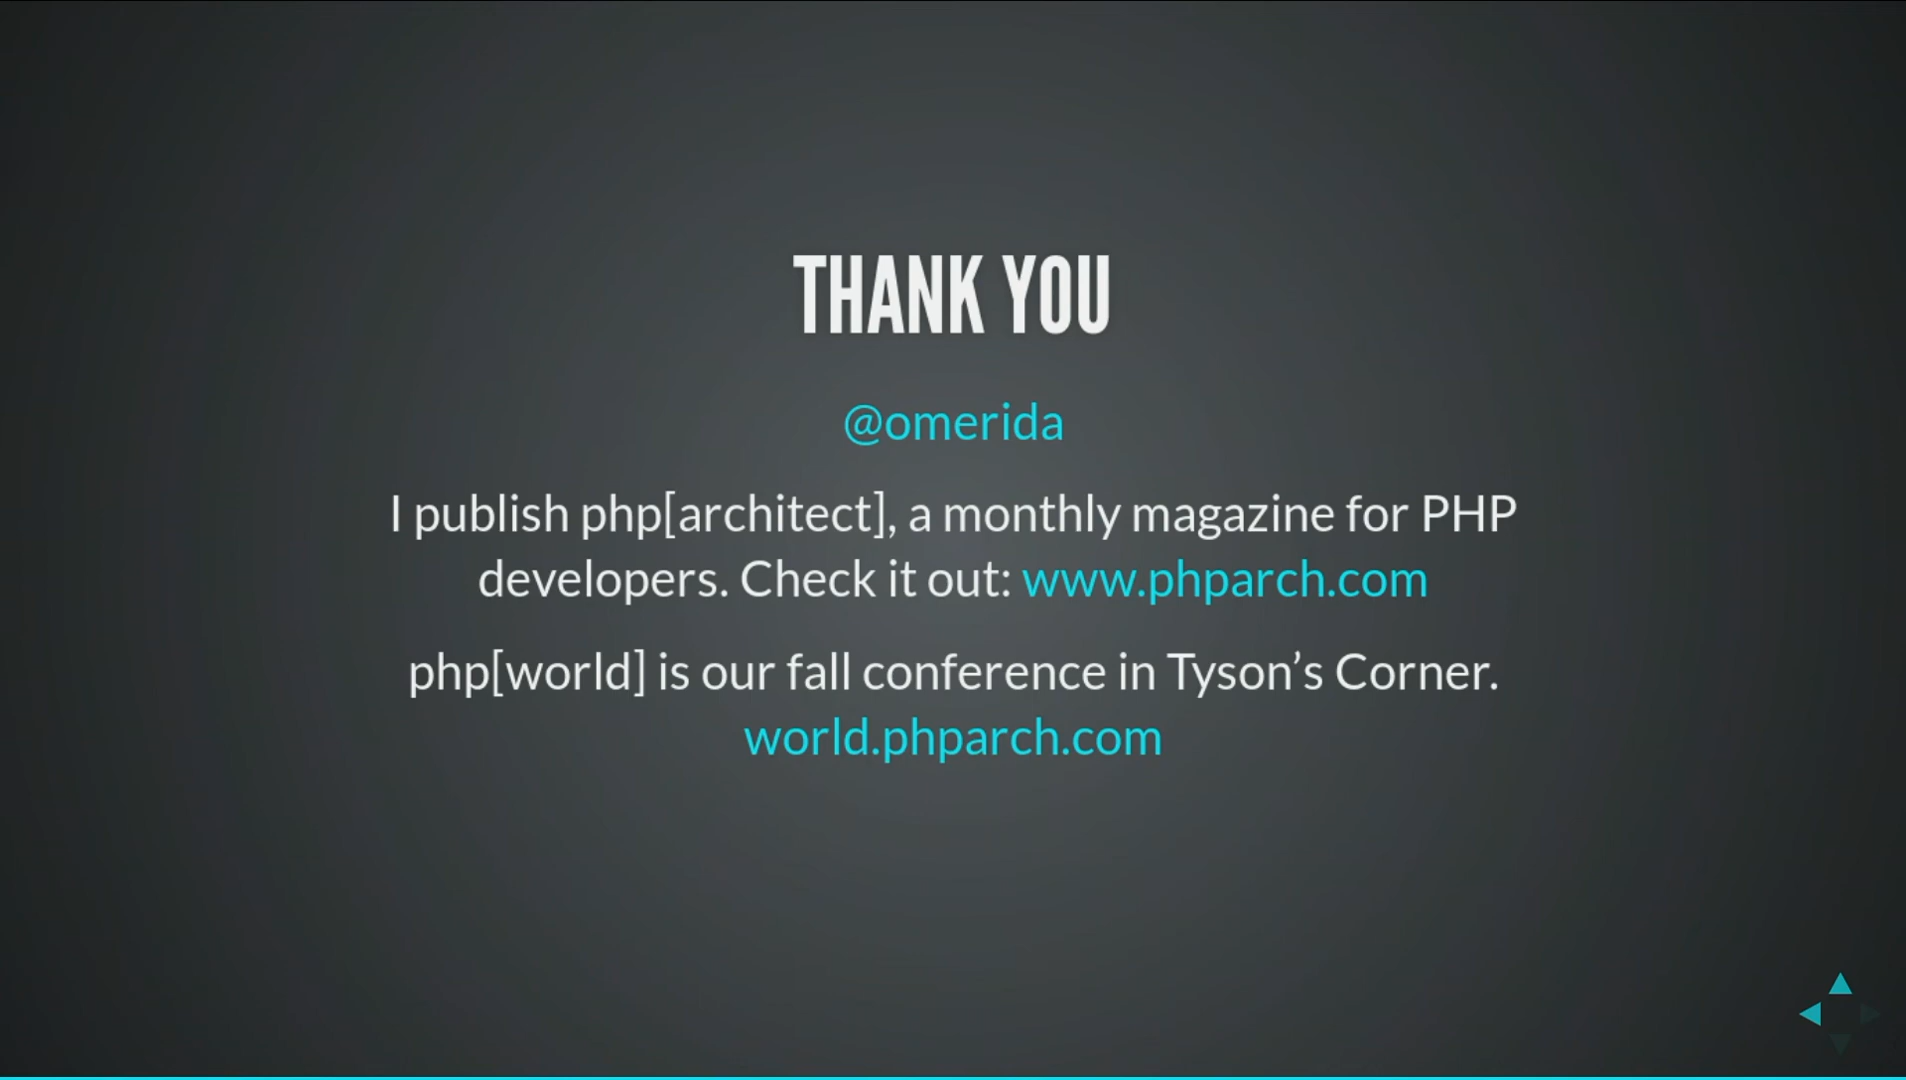 THANK YOU
@omerida
I publish php[architect], a monthly magazine for PHP
developers. Check it out: www.phparch.com
php[world] is our fall conference in Tyson’s Corner.
world.phparch.com